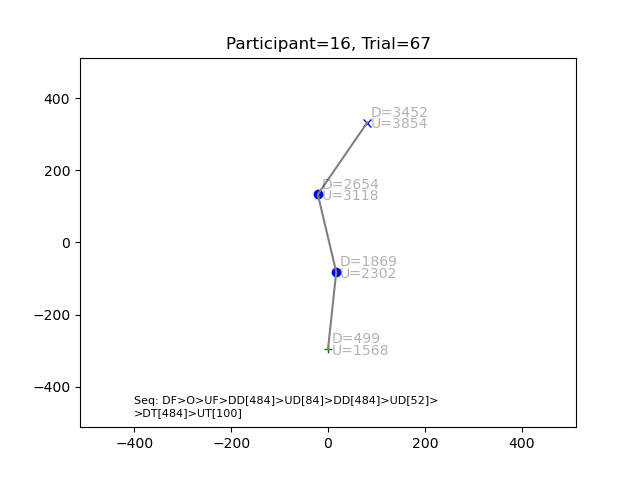 Participant=16, Trial=67
400
200
0
−200
−400
D=3452
U=3854
D=2654
U=3118
D=1869
U=2302
D=499
U=1568
Seq: DF>O>UF>DD[484]>UD[84]>DD[484]>UD[52]>
>DT[484]>UT[100]
−400
−200
0
200
400